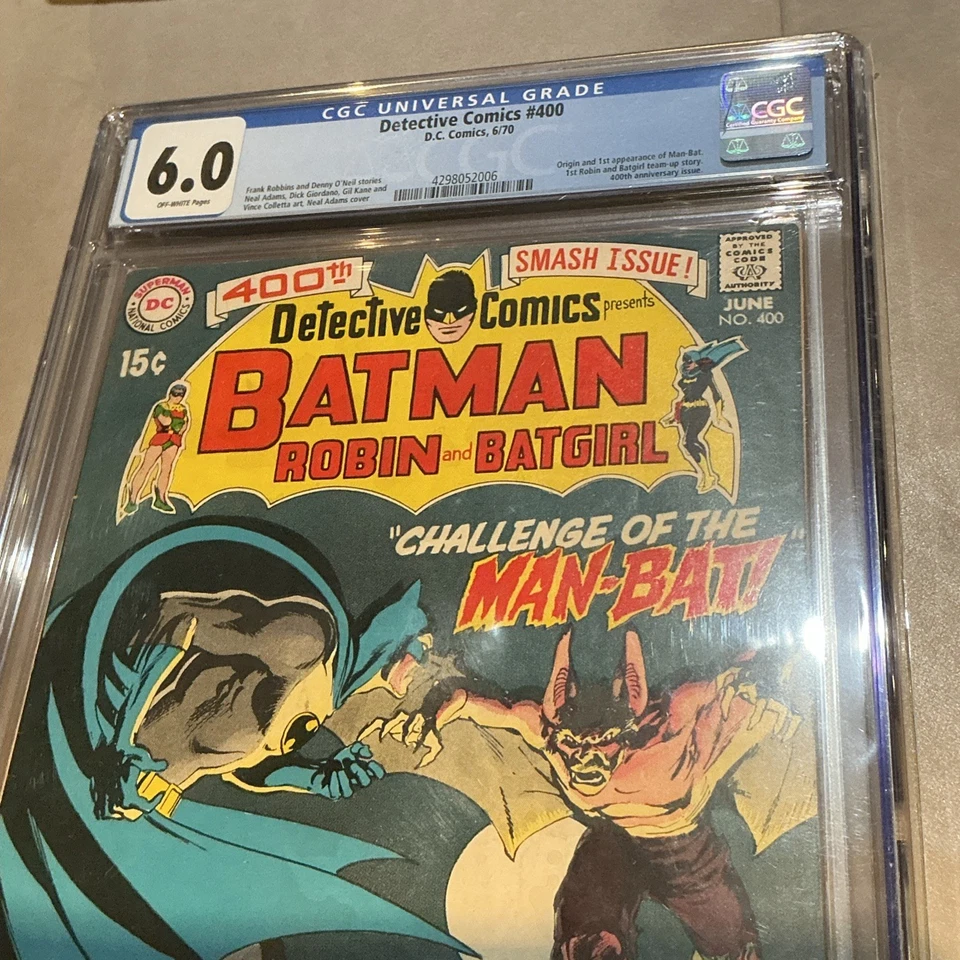 CGC UNIVERSAL GRADE
Detective Comics #400
D.C. Comics, 6/70
6.0
OFF-WHITE Pages
Frank Robbins and Denny O'Neil stories
Neal Adams, Dick Giordano, Gil Kane and
Vince Colletta art, Neal Adams cover
4298052006
Origin and 1st appearance of Man-Bat.
1st Robin and Batgirl team-up story.
400th anniversary issue.
CGC
Certified Guaranty Company
SUPERMAN
DC
NATIONAL COMICS
400th
SMASH ISSUE!
APPROVED
BY THE
COMICS
CODE
CA
AUTHORITY
Detective Comics presents
JUNE
NO. 400
15¢
BATMAN
ROBIN and BATGIRL
"CHALLENGE OF THE
MAN-BAT!"